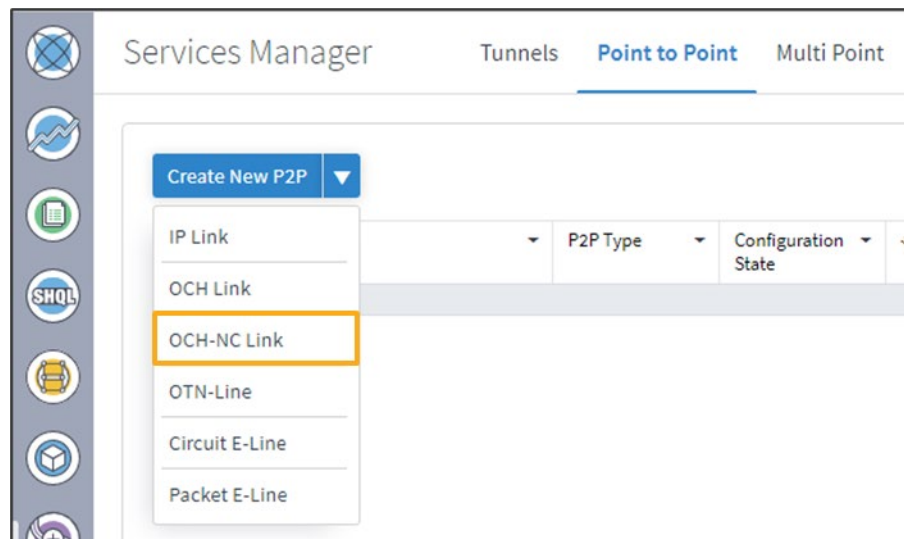 Services Manager
Tunnels
Point to Point
Multi Point
Create New P2P
IP Link
OCH Link
OCH-NC Link
OTN-Line
Circuit E-Line
Packet E-Line
P2P Type
Configuration
State
SHQL